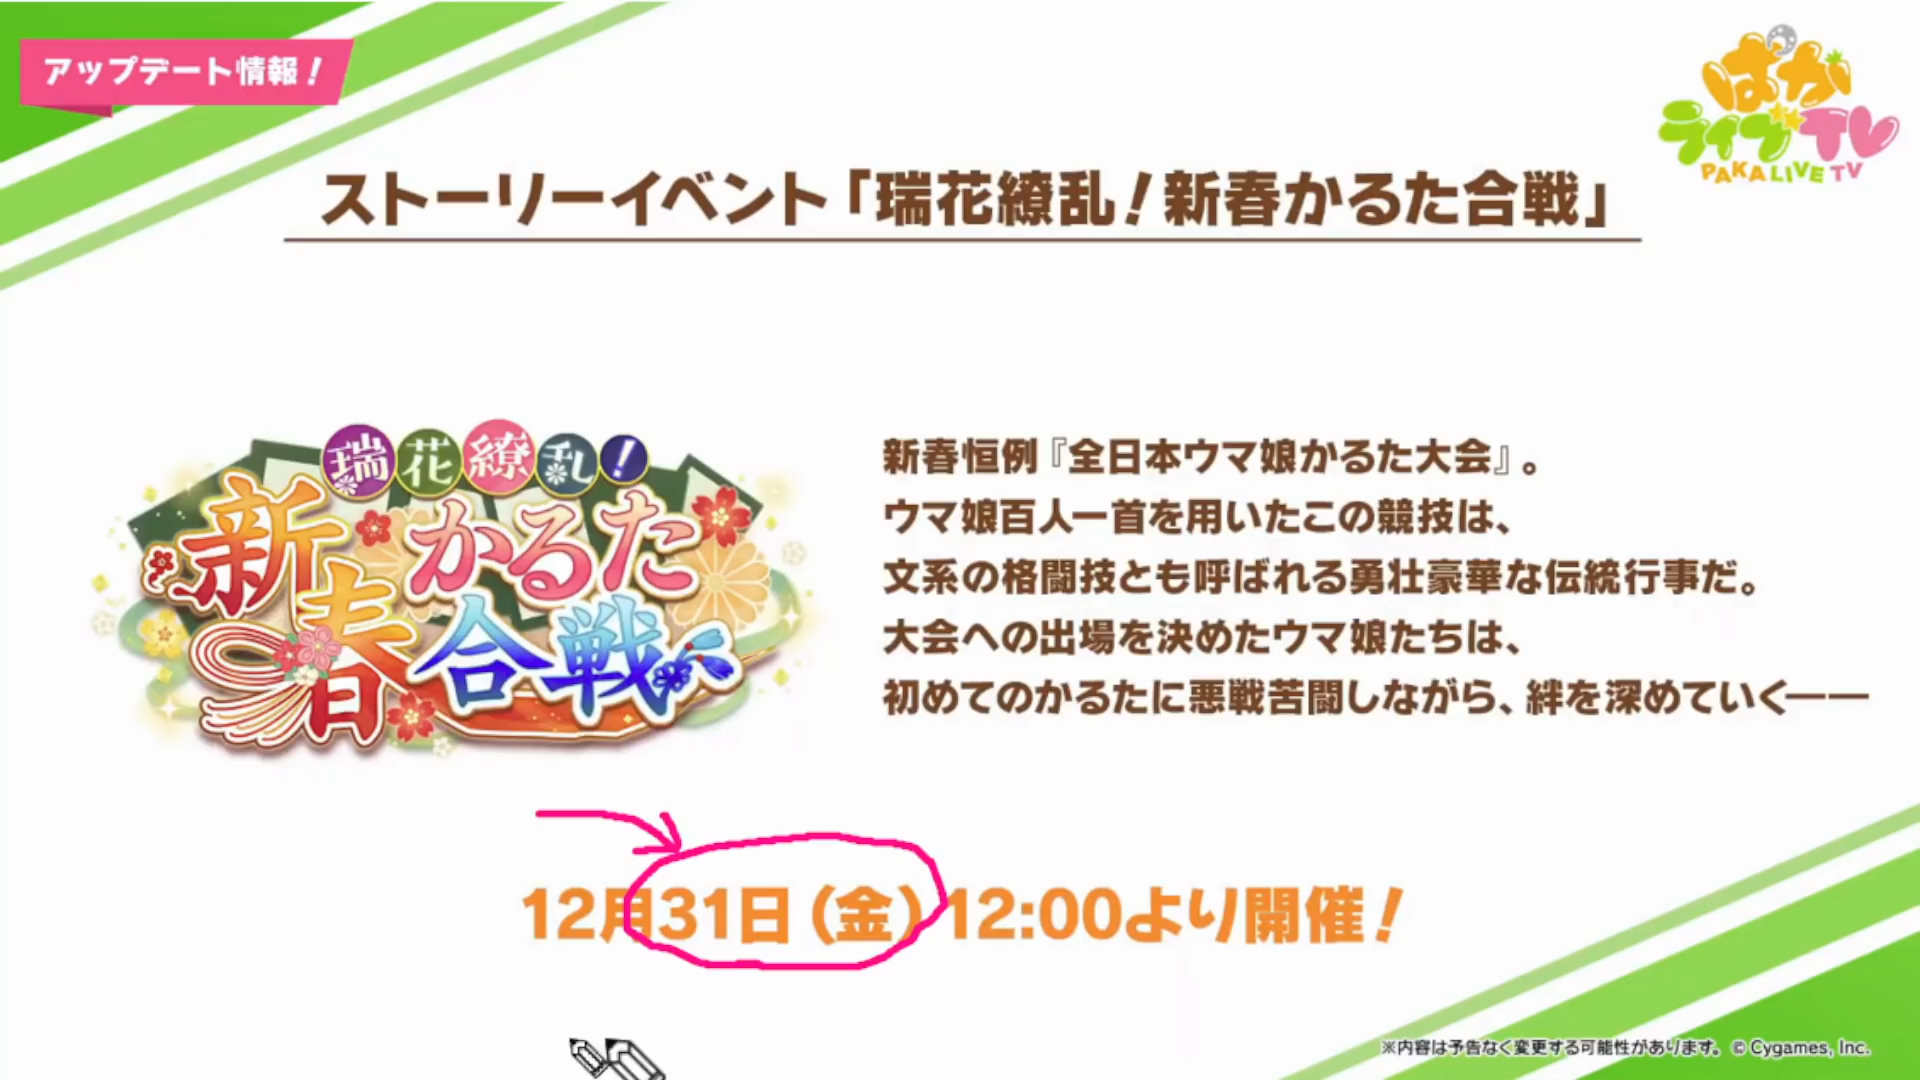 アップデート情報！
ぱか
ライブTV
PAKALIVE TV
ストーリーイベント「瑞花繚乱！新春かるた合戦」
瑞花繚乱！
新春かるた合戦
新春恒例『全日本ウマ娘かるた大会』。
ウマ娘百人一首を用いたこの競技は、
文系の格闘技とも呼ばれる勇壮豪華な伝統行事だ。
大会への出場を決めたウマ娘たちは、
初めてのかるたに悪戦苦闘しながら、絆を深めていく――
12月31日（金）12:00より開催！
※内容は予告なく変更する可能性があります。© Cygames, Inc.